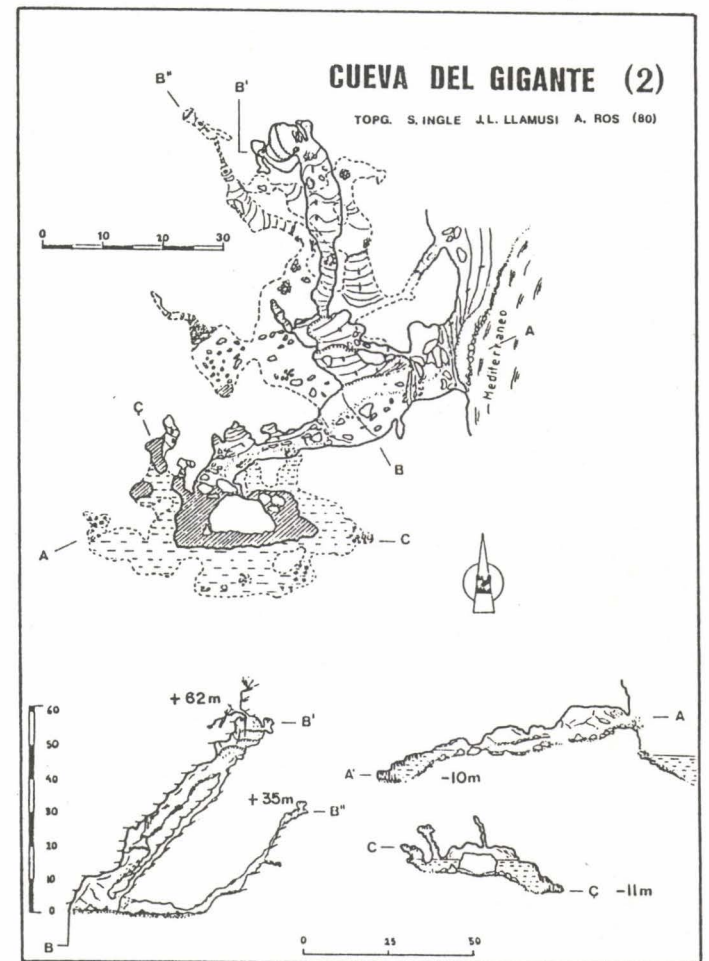 CUEVA DEL GIGANTE (2)
TOPG. S. INGLE J.L. LLAMUSI A. ROS (80)
B"
B'
0 10 20 30
Mediterraneo
A
Ç
B
A
C
60
50
40
30
20
10
0
+62m
B'
+35m
B"
B
A
A'
-10m
C
Ç -11m
0 25 50